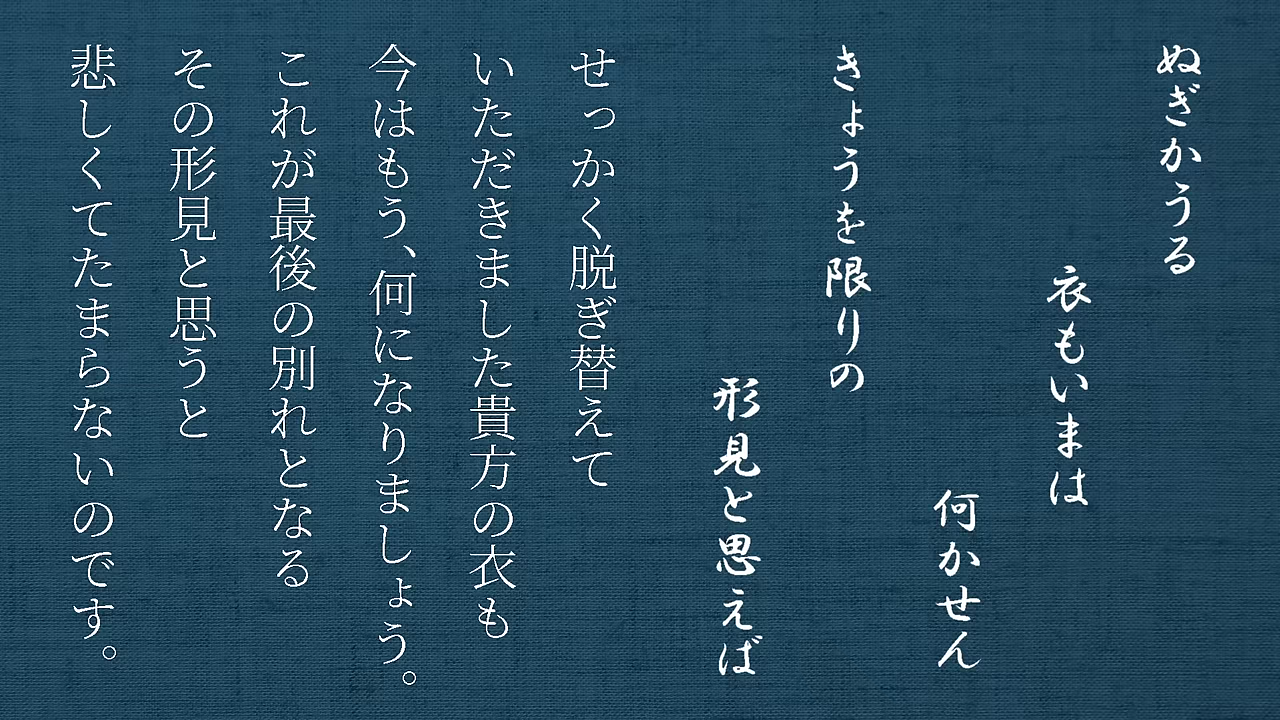 ぬぎかうる
衣もいまは
何かせん
きょうを限りの
形見と思えば
せっかく脱ぎ替えて
いただきました貴方の衣も
今はもう、何になりましょう。
これが最後の別れとなる
その形見と思うと
悲しくてたまらないのです。